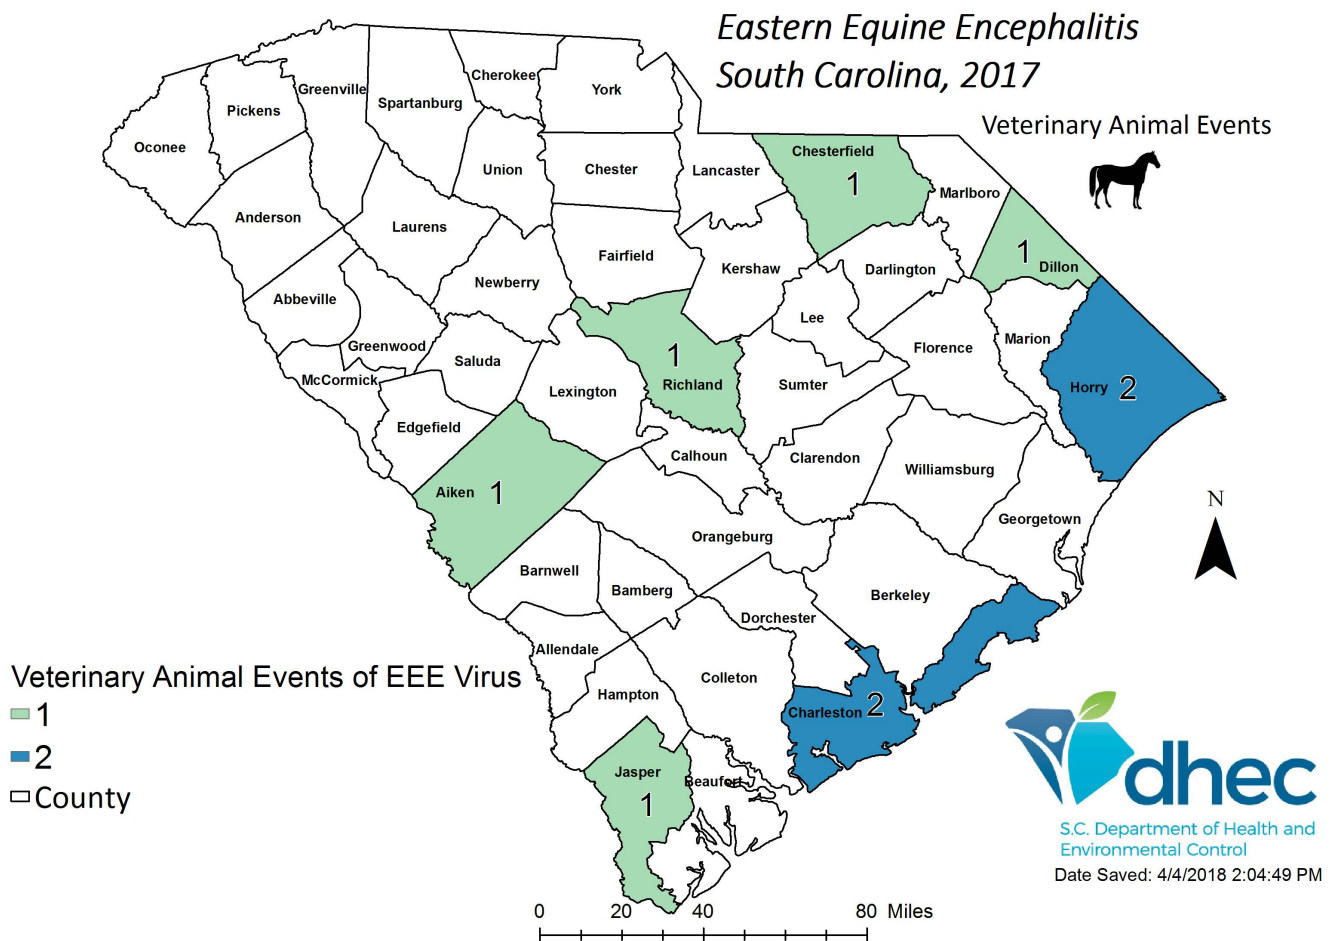 Eastern Equine Encephalitis
South Carolina, 2017
Veterinary Animal Events
Oconee
Pickens
Greenville
Spartanburg
Cherokee
York
Union
Chester
Lancaster
Chesterfield
1
Marlboro
Anderson
Laurens
Fairfield
Kershaw
Darlington
1
Dillon
Abbeville
Newberry
Lee
Greenwood
Saluda
1
Richland
Florence
Marion
McCormick
Lexington
Sumter
Horry 2
Edgefield
Calhoun
Clarendon
Williamsburg
Aiken 1
Georgetown
N
Orangeburg
Barnwell
Bamberg
Berkeley
Dorchester
Allendale
Hampton
Colleton
Charleston 2
Jasper
1
Beaufort
Veterinary Animal Events of EEE Virus
1
2
County
dhec
S.C. Department of Health and
Environmental Control
Date Saved: 4/4/2018 2:04:49 PM
0 20 40 80 Miles